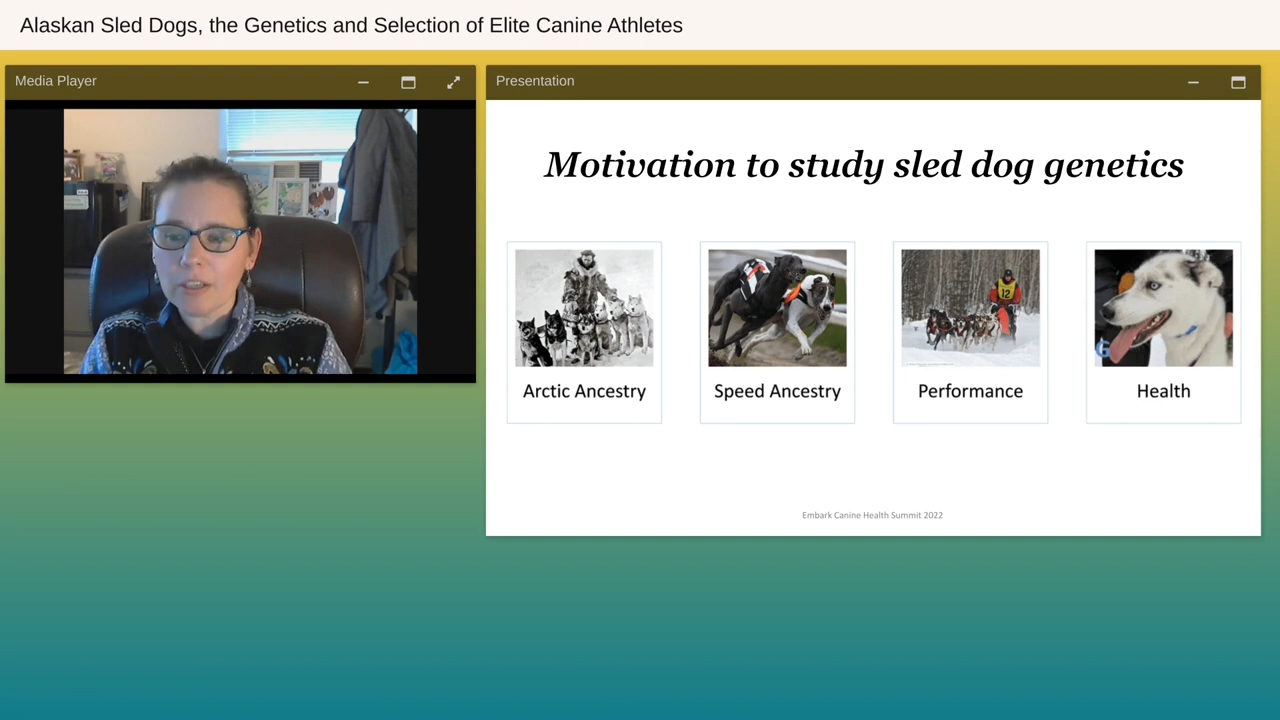 Alaskan Sled Dogs, the Genetics and Selection of Elite Canine Athletes
Media Player
Presentation
Motivation to study sled dog genetics
12
Arctic Ancestry
Speed Ancestry
Performance
Health
Embark Canine Health Summit 2022